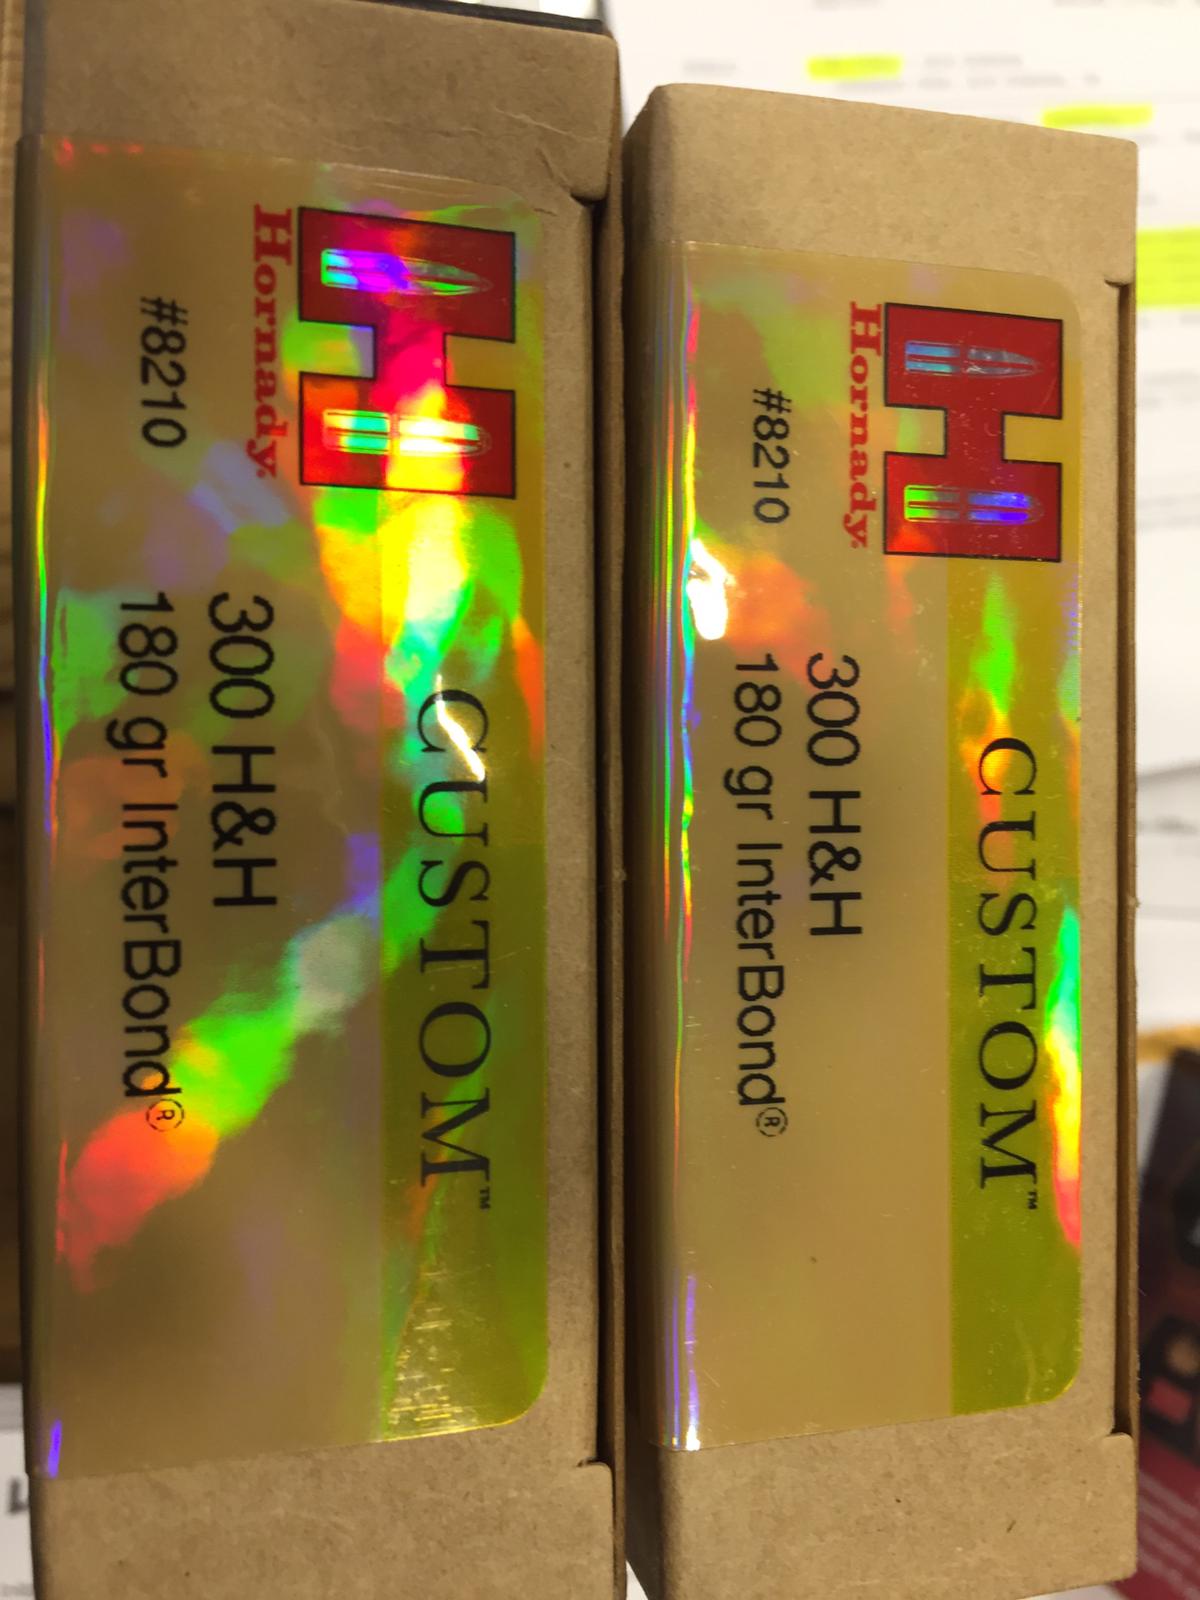 Hornady.
CUSTOM™
#8210
300 H&H
180 gr InterBond®
Hornady.
CUSTOM™
#8210
300 H&H
180 gr InterBond®